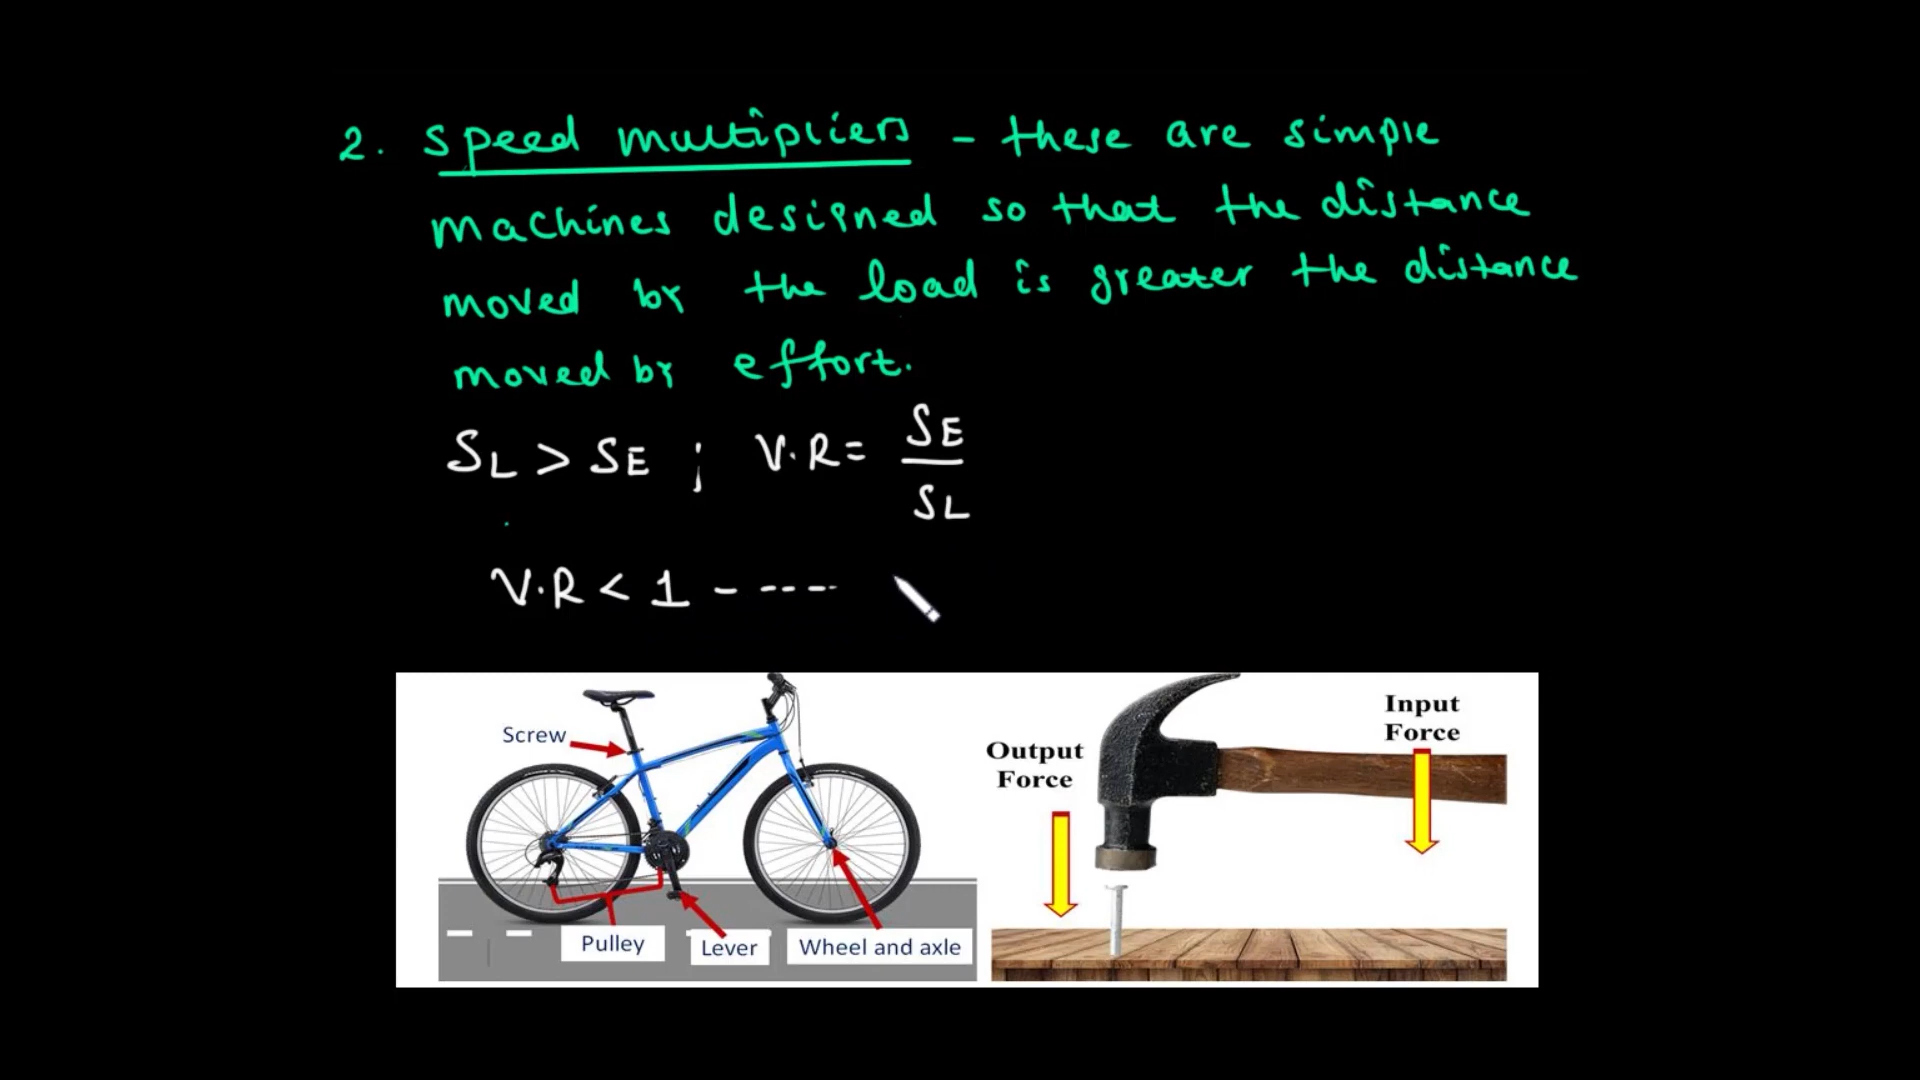 2. Speed multipliers - these are simple
machines designed so that the distance
moved by the load is greater the distance
moved by effort.
SL > SE ; V.R = SE/SL
V.R < 1 - ----
Screw
Pulley
Lever
Wheel and axle
Output
Force
Input
Force